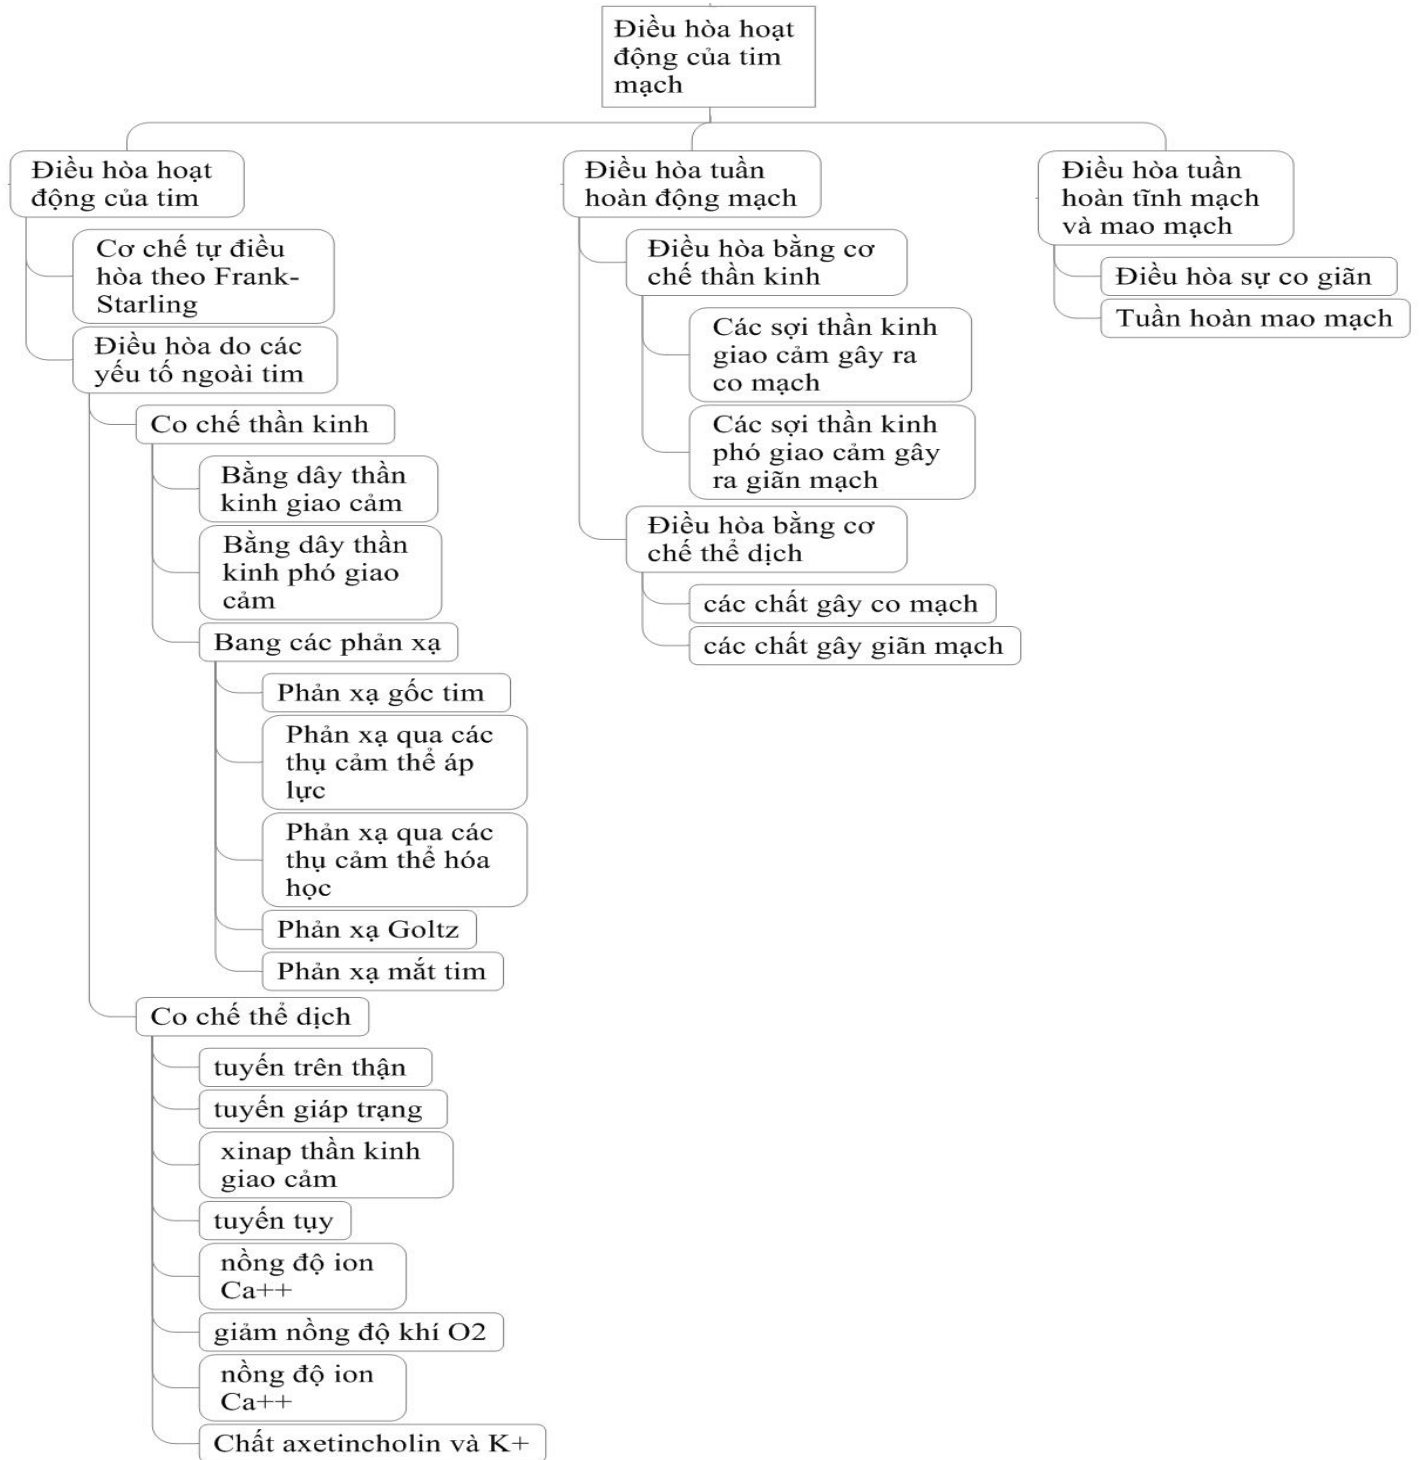 Điều hòa hoạt
động của tim
mạch
Điều hòa hoạt
động của tim
Cơ chế tự điều
hòa theo Frank-
Starling
Điều hòa do các
yếu tố ngoài tim
Co chế thần kinh
Bằng dây thần
kinh giao cảm
Bằng dây thần
kinh phó giao
cảm
Bang các phản xạ
Phản xạ gốc tim
Phản xạ qua các
thụ cảm thể áp
lực
Phản xạ qua các
thụ cảm thể hóa
học
Phản xạ Goltz
Phản xạ mắt tim
Co chế thể dịch
tuyến trên thận
tuyến giáp trạng
xinap thần kinh
giao cảm
tuyến tụy
nồng độ ion
Ca++
giảm nồng độ khí O2
nồng độ ion
Ca++
Chất axetincholin và K+
Điều hòa tuần
hoàn động mạch
Điều hòa bằng cơ
chế thần kinh
Các sợi thần kinh
giao cảm gây ra
co mạch
Các sợi thần kinh
phó giao cảm gây
ra giãn mạch
Điều hòa bằng cơ
chế thể dịch
các chất gây co mạch
các chất gây giãn mạch
Điều hòa tuần
hoàn tĩnh mạch
và mao mạch
Điều hòa sự co giãn
Tuần hoàn mao mạch